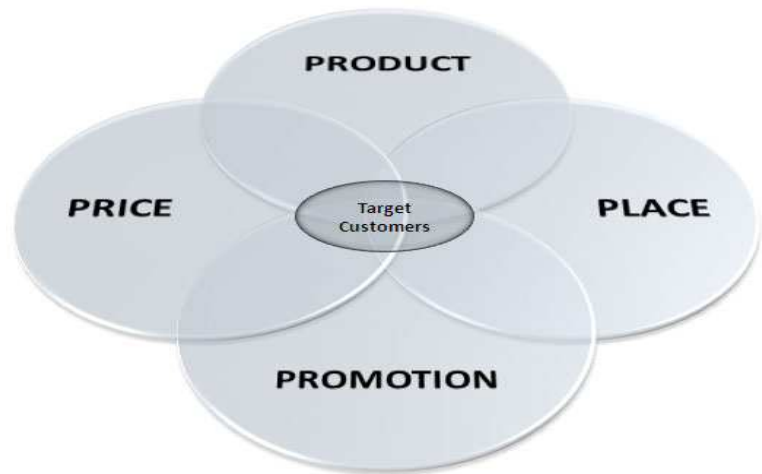 PRODUCT
PRICE
Target
Customers
PLACE
PROMOTION